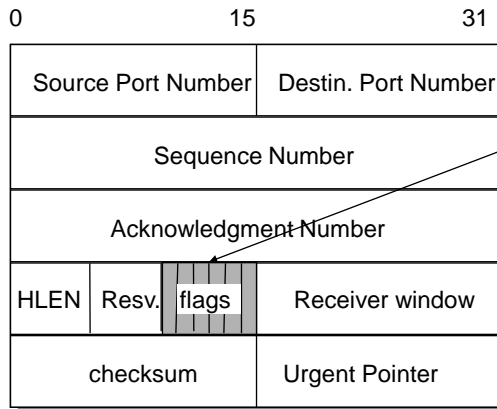 0 15 31
Source Port Number Destin. Port Number
Sequence Number
Acknowledgment Number
HLEN Resv. flags Receiver window
checksum Urgent Pointer